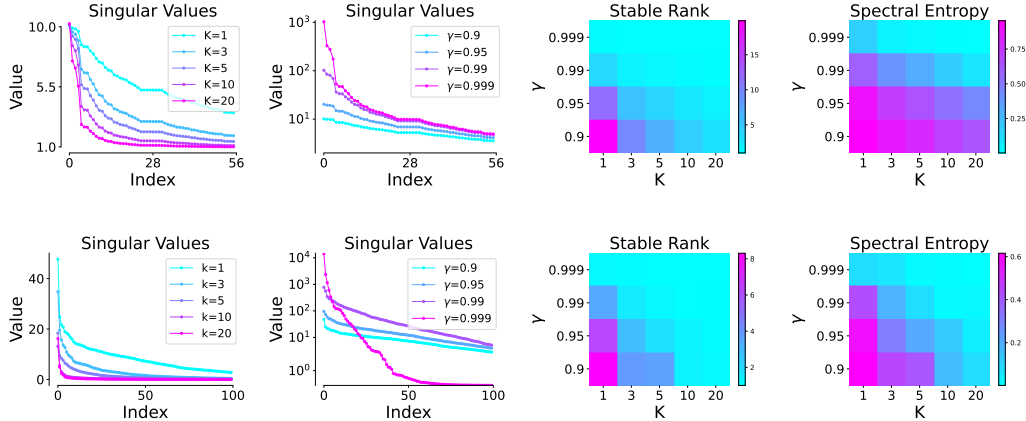 Singular Values
Value
10.0
5.5
1.0
K=1
K=3
K=5
K=10
K=20
0 28 56
Index
Singular Values
Value
10³
10²
10¹
γ=0.9
γ=0.95
γ=0.99
γ=0.999
0 28 56
Index
Stable Rank
γ
0.999
0.99
0.95
0.9
1 3 5 10 20
K
15
10
5
Spectral Entropy
γ
0.999
0.99
0.95
0.9
1 3 5 10 20
K
0.75
0.50
0.25
Singular Values
Value
40
20
0
k=1
k=3
k=5
k=10
k=20
0 50 100
Index
Singular Values
Value
10⁴
10³
10²
10¹
10⁰
γ=0.9
γ=0.95
γ=0.99
γ=0.999
0 50 100
Index
Stable Rank
γ
0.999
0.99
0.95
0.9
1 3 5 10 20
K
8
6
4
2
Spectral Entropy
γ
0.999
0.99
0.95
0.9
1 3 5 10 20
K
0.6
0.4
0.2